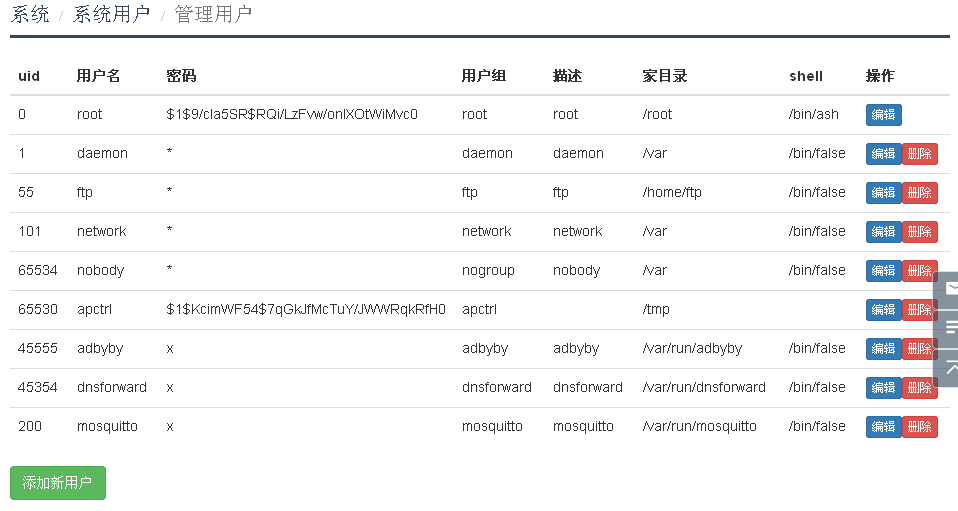 系统 / 系统用户 / 管理用户
uid 用户名 密码 用户组 描述 家目录 shell 操作
0 root $1$9/cIa5SR$RQi/LzFvw/onIXOtWiMvc0 root root /root /bin/ash 编辑
1 daemon * daemon daemon /var /bin/false 编辑 删除
55 ftp * ftp ftp /home/ftp /bin/false 编辑 删除
101 network * network network /var /bin/false 编辑 删除
65534 nobody * nogroup nobody /var /bin/false 编辑 删除
65530 apctrl $1$KcimWF54$7qGkJfMcTuY/JWWRqkRfH0 apctrl /tmp 编辑 删除
45555 adbyby x adbyby adbyby /var/run/adbyby /bin/false 编辑 删除
45354 dnsforward x dnsforward dnsforward /var/run/dnsforward /bin/false 编辑 删除
200 mosquitto x mosquitto mosquitto /var/run/mosquitto /bin/false 编辑 删除
添加新用户